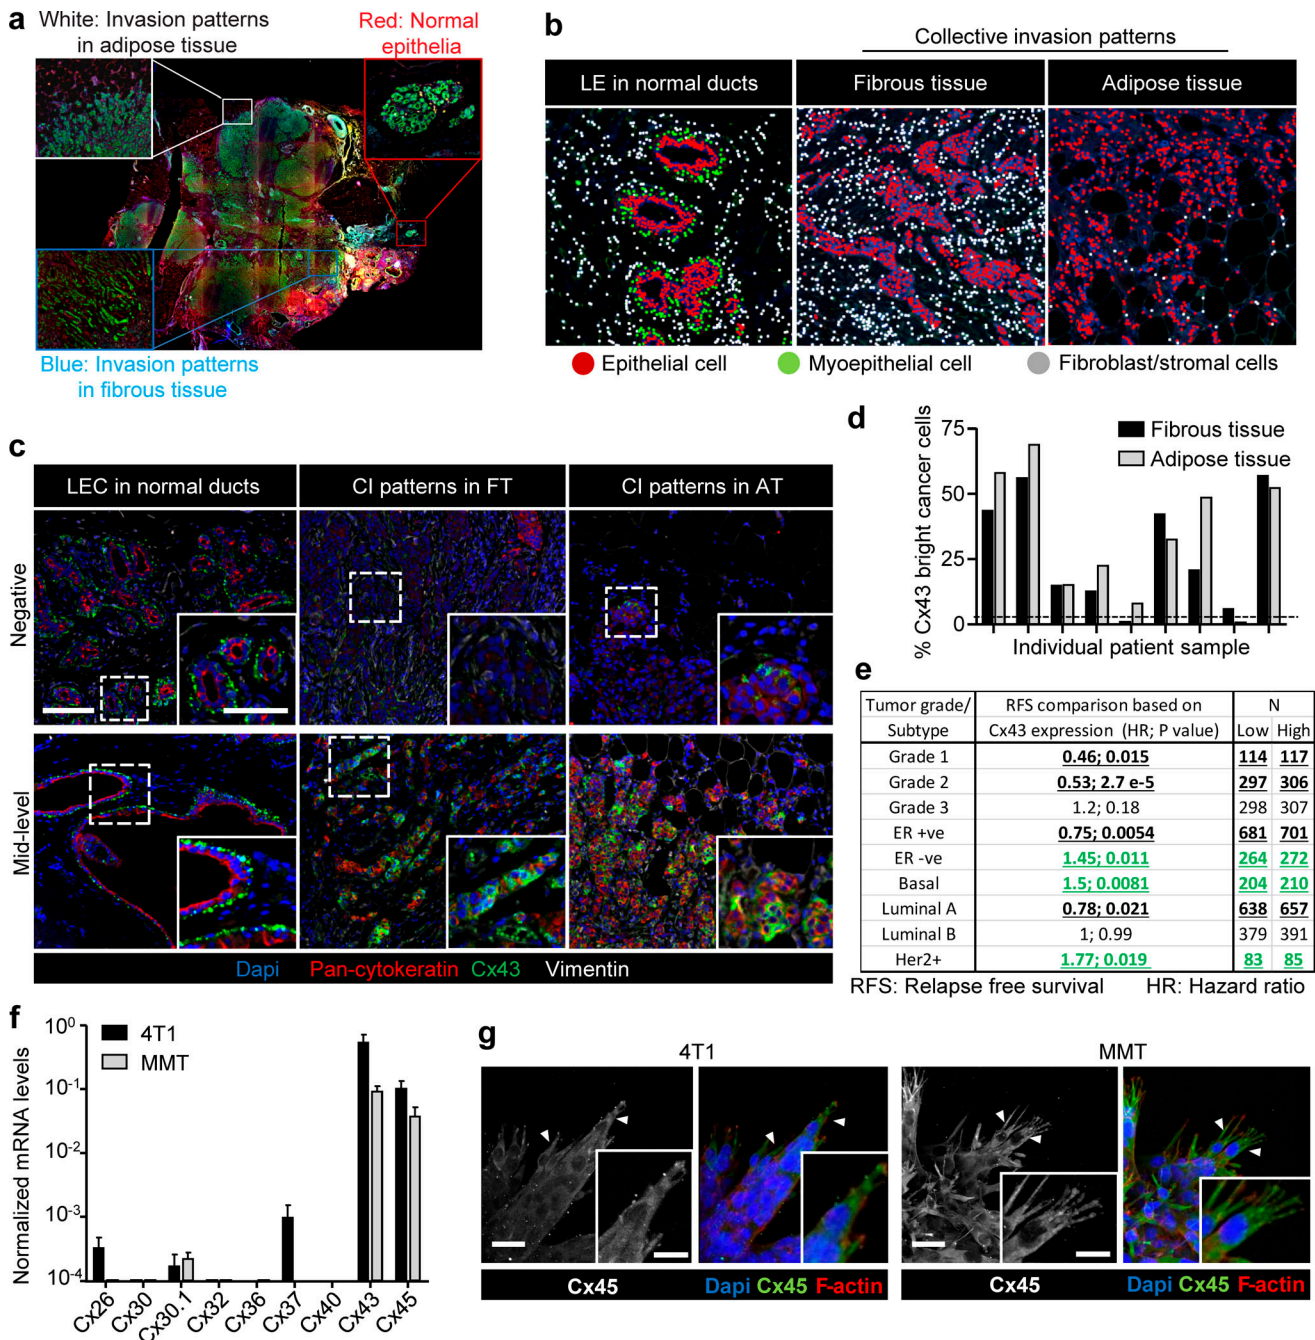 a
White: Invasion patterns
in adipose tissue
Red: Normal
epithelia
Blue: Invasion patterns
in fibrous tissue
b
Collective invasion patterns
LE in normal ducts
Fibrous tissue
Adipose tissue
Epithelial cell
Myoepithelial cell
Fibroblast/stromal cells
c
LEC in normal ducts
CI patterns in FT
CI patterns in AT
Negative
Mid-level
Dapi
Pan-cytokeratin
Cx43
Vimentin
d
% Cx43 bright cancer cells
75
50
25
0
Fibrous tissue
Adipose tissue
Individual patient sample
e
Tumor grade/ RFS comparison based on N
Subtype Cx43 expression (HR; P value) Low High
Grade 1 0.46; 0.015 114 117
Grade 2 0.53; 2.7 e-5 297 306
Grade 3 1.2; 0.18 298 307
ER +ve 0.75; 0.0054 681 701
ER -ve 1.45; 0.011 264 272
Basal 1.5; 0.0081 204 210
Luminal A 0.78; 0.021 638 657
Luminal B 1; 0.99 379 391
Her2+ 1.77; 0.019 83 85
RFS: Relapse free survival HR: Hazard ratio
f
Normalized mRNA levels
10⁰
10⁻¹
10⁻²
10⁻³
10⁻⁴
4T1
MMT
Cx26
Cx30
Cx30.1
Cx32
Cx36
Cx37
Cx40
Cx43
Cx45
g
4T1
MMT
Cx45
Dapi Cx45 F-actin
Cx45
Dapi Cx45 F-actin